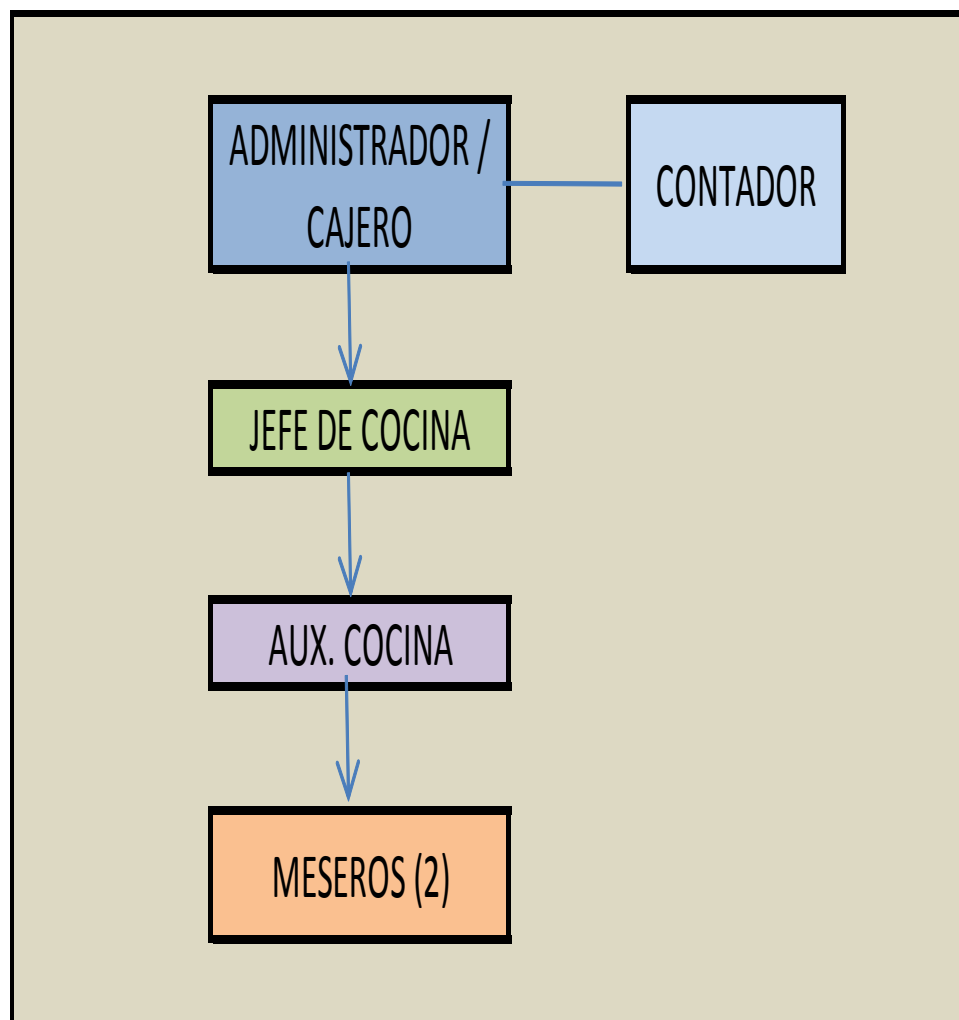 ADMINISTRADOR /
CAJERO
CONTADOR
JEFE DE COCINA
AUX. COCINA
MESEROS (2)